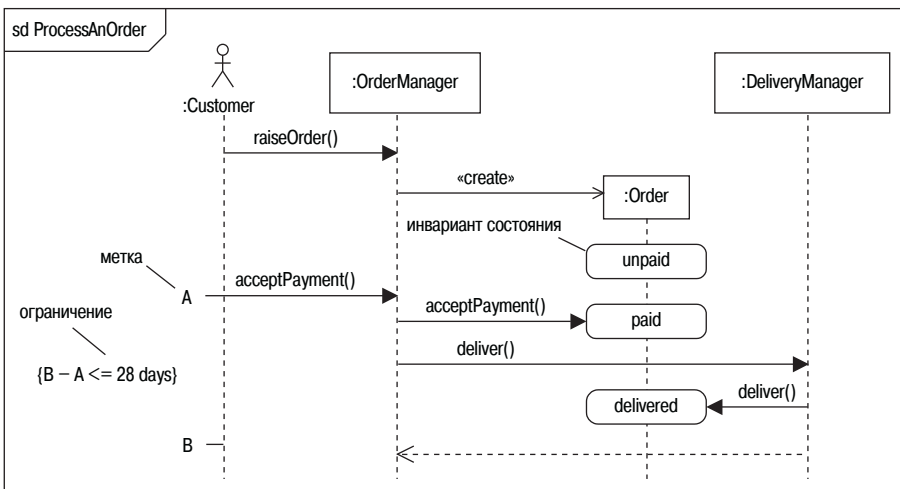 sd ProcessAnOrder
:Customer
:OrderManager
:DeliveryManager
raiseOrder()
«create»
:Order
инвариант состояния
unpaid
метка
A
acceptPayment()
acceptPayment()
paid
ограничение
deliver()
{B – A <= 28 days}
deliver()
delivered
B